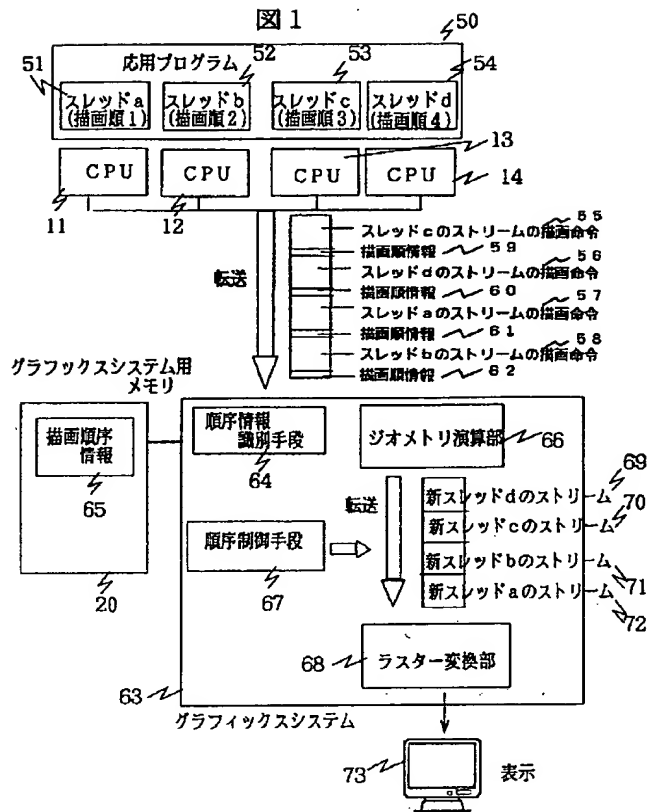 図1
50
応用プログラム
51
52
53
54
スレッドa
(描画順1)
スレッドb
(描画順2)
スレッドc
(描画順3)
スレッドd
(描画順4)
CPU
CPU
CPU
CPU
11
12
13
14
転送
スレッドcのストリームの描画命令
55
描画順情報
59
スレッドdのストリームの描画命令
56
描画順情報
60
スレッドaのストリームの描画命令
57
描画順情報
61
スレッドbのストリームの描画命令
58
描画順情報
62
グラフックスシステム用
メモリ
描画順序
情報
65
20
順序情報
識別手段
64
ジオメトリ演算部
66
順序制御手段
67
転送
新スレッドdのストリーム
69
新スレッドcのストリーム
70
新スレッドbのストリーム
71
新スレッドaのストリーム
72
68
ラスター変換部
63
グラフィックスシステム
73
表示